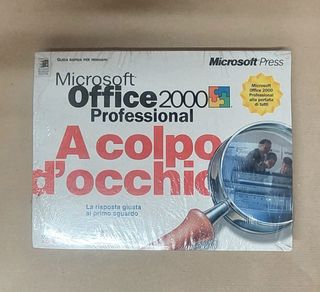 Guida rapida per immagini
Microsoft Press
Microsoft
Office 2000
Professional
Microsoft
Office 2000
Professional
alla portata
di tutti
A colpo
d'occhio
La risposta giusta
al primo sguardo